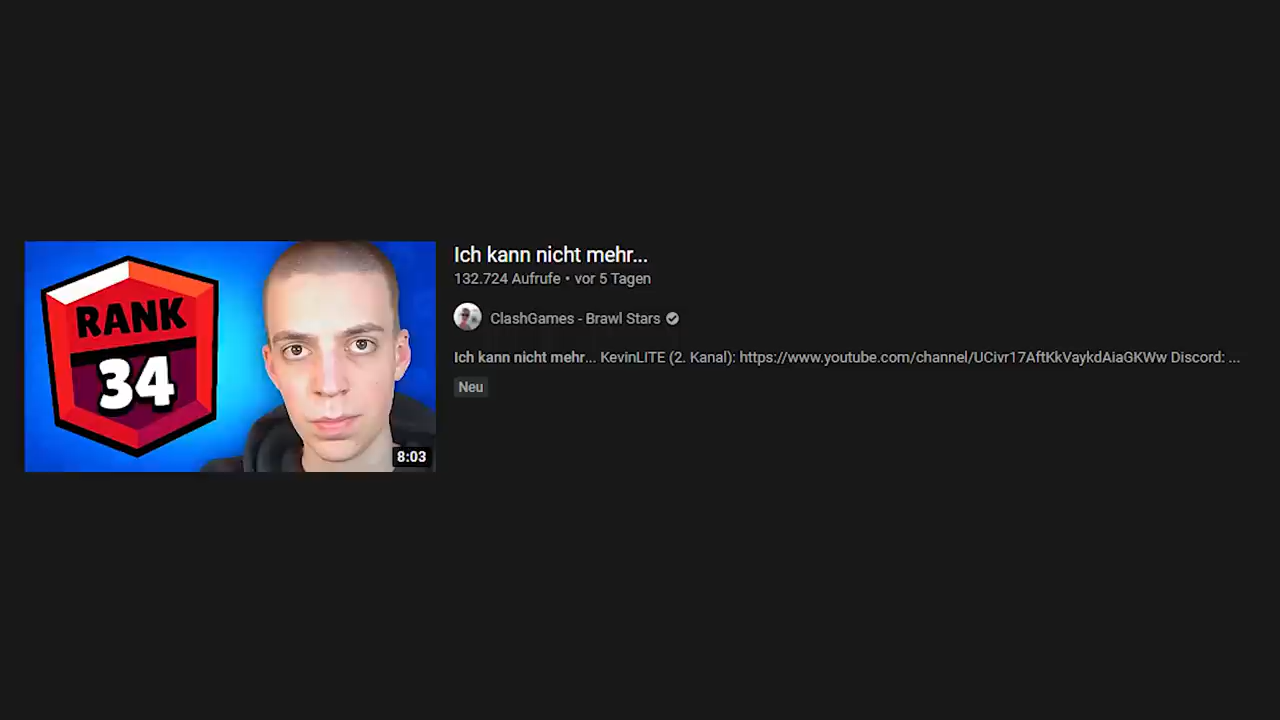 RANK
34
8:03
Ich kann nicht mehr...
132.724 Aufrufe • vor 5 Tagen
ClashGames - Brawl Stars
Ich kann nicht mehr... KevinLITE (2. Kanal): https://www.youtube.com/channel/UCivr17AftKkVaykdAiaGKWw Discord: ...
Neu